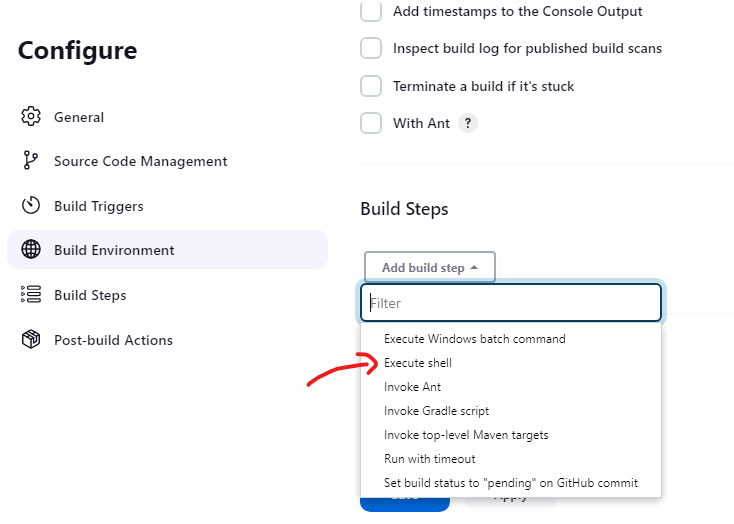 Configure
General
Source Code Management
Build Triggers
Build Environment
Build Steps
Post-build Actions
Add timestamps to the Console Output
Inspect build log for published build scans
Terminate a build if it's stuck
With Ant ?
Build Steps
Add build step
Filter
Execute Windows batch command
Execute shell
Invoke Ant
Invoke Gradle script
Invoke top-level Maven targets
Run with timeout
Set build status to "pending" on GitHub commit